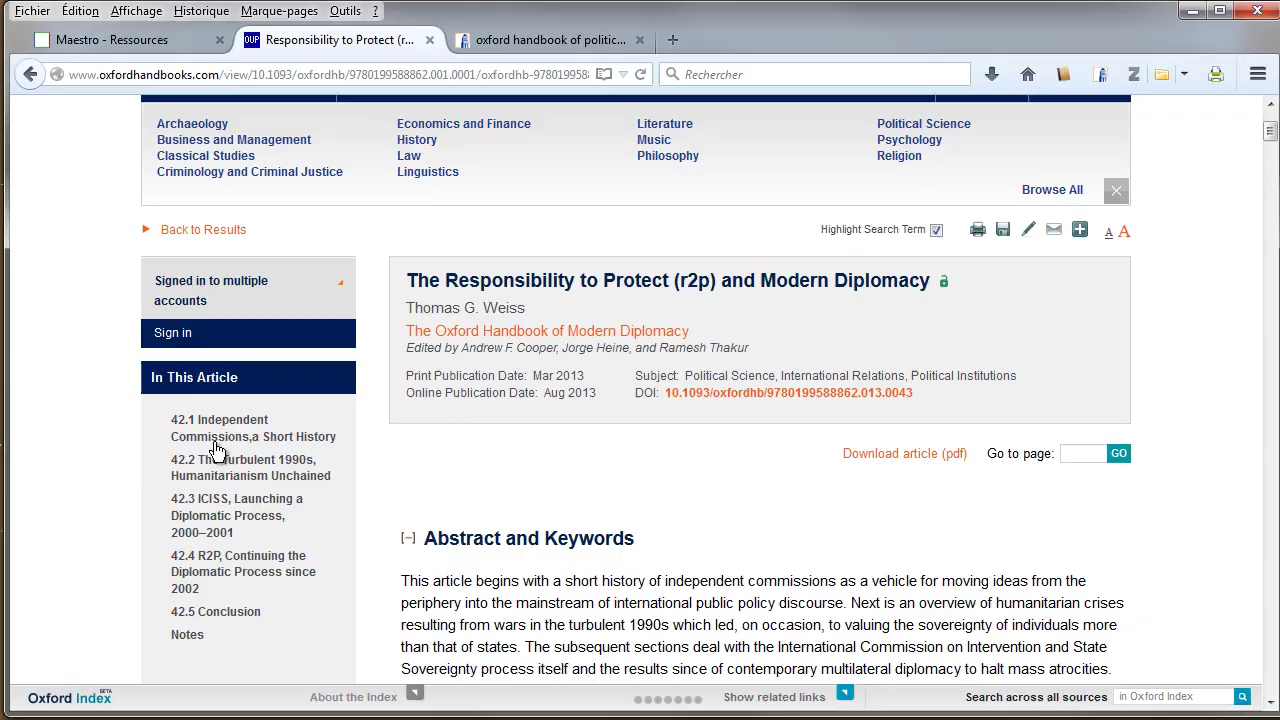 Fichier Édition Affichage Historique Marque-pages Outils ?
Maestro - Ressources
OUP Responsibility to Protect (r...
oxford handbook of politic...
www.oxfordhandbooks.com/view/10.1093/oxfordhb/9780199588862.001.0001/oxfordhb-97801995
Rechercher
Archaeology Economics and Finance Literature Political Science
Business and Management History Music Psychology
Classical Studies Law Philosophy Religion
Criminology and Criminal Justice Linguistics
Browse All
Back to Results
Highlight Search Term
A A
Signed in to multiple
accounts
Sign in
In This Article
42.1 Independent
Commissions,a Short History
42.2 The Turbulent 1990s,
Humanitarianism Unchained
42.3 ICISS, Launching a
Diplomatic Process,
2000–2001
42.4 R2P, Continuing the
Diplomatic Process since
2002
42.5 Conclusion
Notes
The Responsibility to Protect (r2p) and Modern Diplomacy
Thomas G. Weiss
The Oxford Handbook of Modern Diplomacy
Edited by Andrew F. Cooper, Jorge Heine, and Ramesh Thakur
Print Publication Date: Mar 2013 Subject: Political Science, International Relations, Political Institutions
Online Publication Date: Aug 2013 DOI: 10.1093/oxfordhb/9780199588862.013.0043
Download article (pdf) Go to page: GO
[–] Abstract and Keywords
This article begins with a short history of independent commissions as a vehicle for moving ideas from the
periphery into the mainstream of international public policy discourse. Next is an overview of humanitarian crises
resulting from wars in the turbulent 1990s which led, on occasion, to valuing the sovereignty of individuals more
than that of states. The subsequent sections deal with the International Commission on Intervention and State
Sovereignty process itself and the results since of contemporary multilateral diplomacy to halt mass atrocities.
Oxford Index BETA About the Index Show related links Search across all sources in Oxford Index